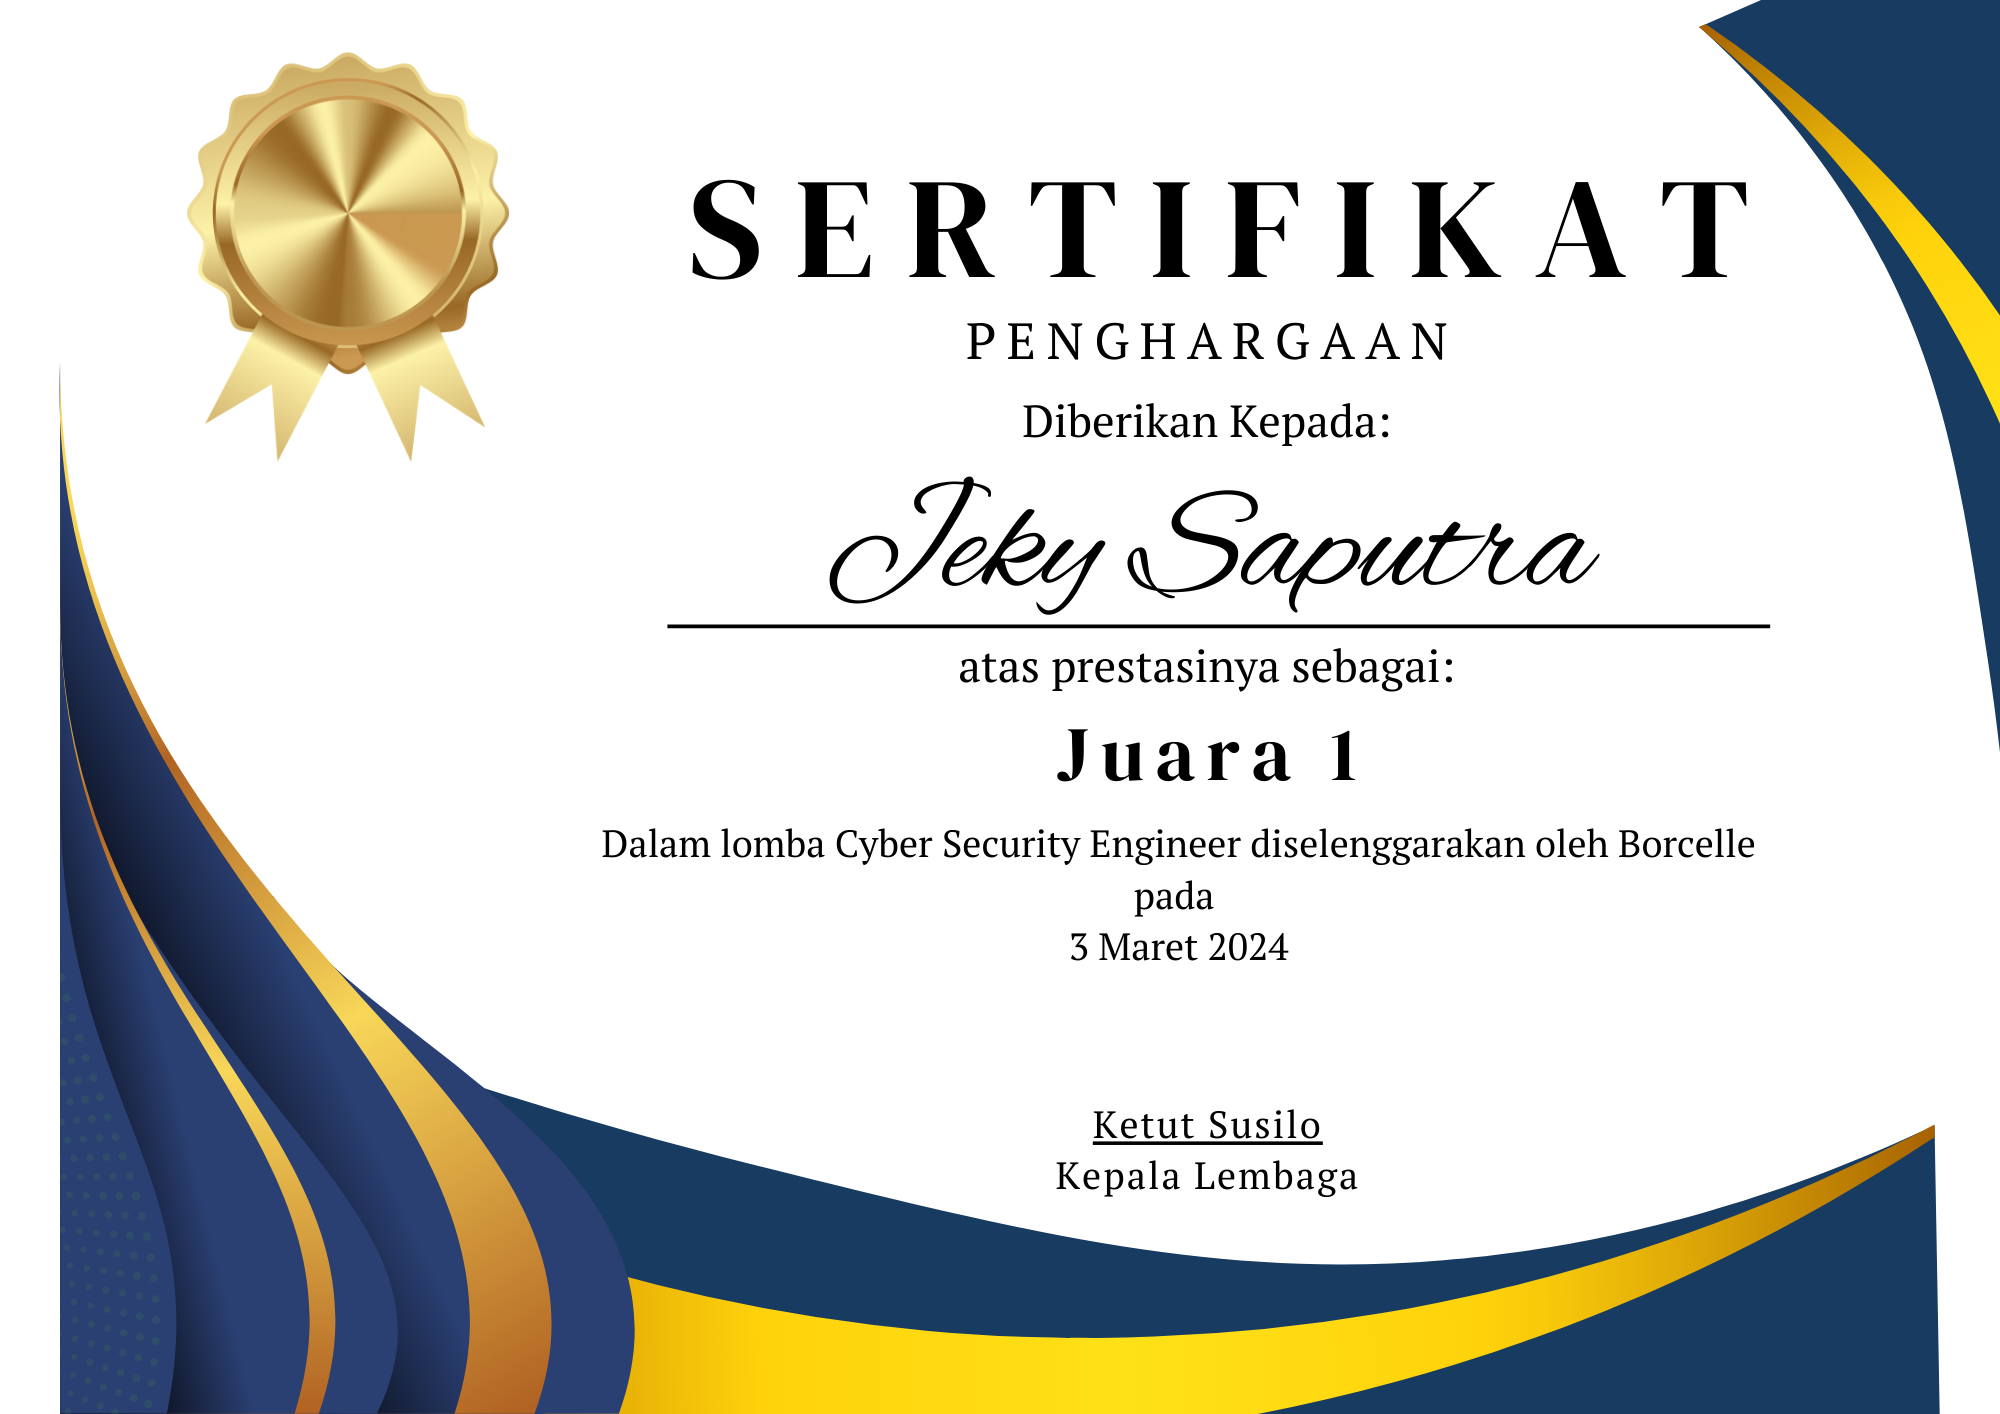 SERTIFIKAT
PENGHARGAAN
Diberikan Kepada:
Jeky Saputra
atas prestasinya sebagai:
Juara 1
Dalam lomba Cyber Security Engineer diselenggarakan oleh Borcelle
pada
3 Maret 2024
Ketut Susilo
Kepala Lembaga